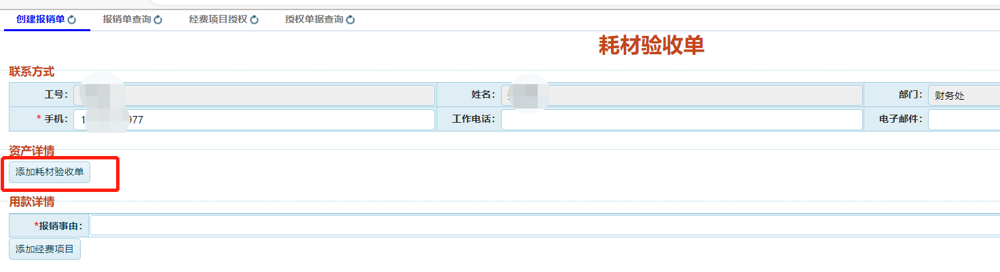 创建报销单 报销单查询 经费项目授权 授权单据查询
耗材验收单
联系方式
工号： 姓名： 部门： 财务处
* 手机： 1 977 工作电话： 电子邮件：
资产详情
添加耗材验收单
用款详情
*报销事由：
添加经费项目